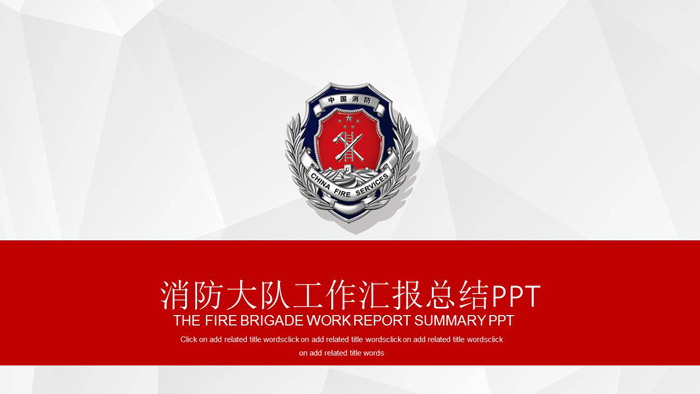 中国消防
CHINA FIRE SERVICES
消防大队工作汇报总结PPT
THE FIRE BRIGADE WORK REPORT SUMMARY PPT
Click on add related title wordsclick on add related title wordsclick on add related title wordsclick
on add related title words